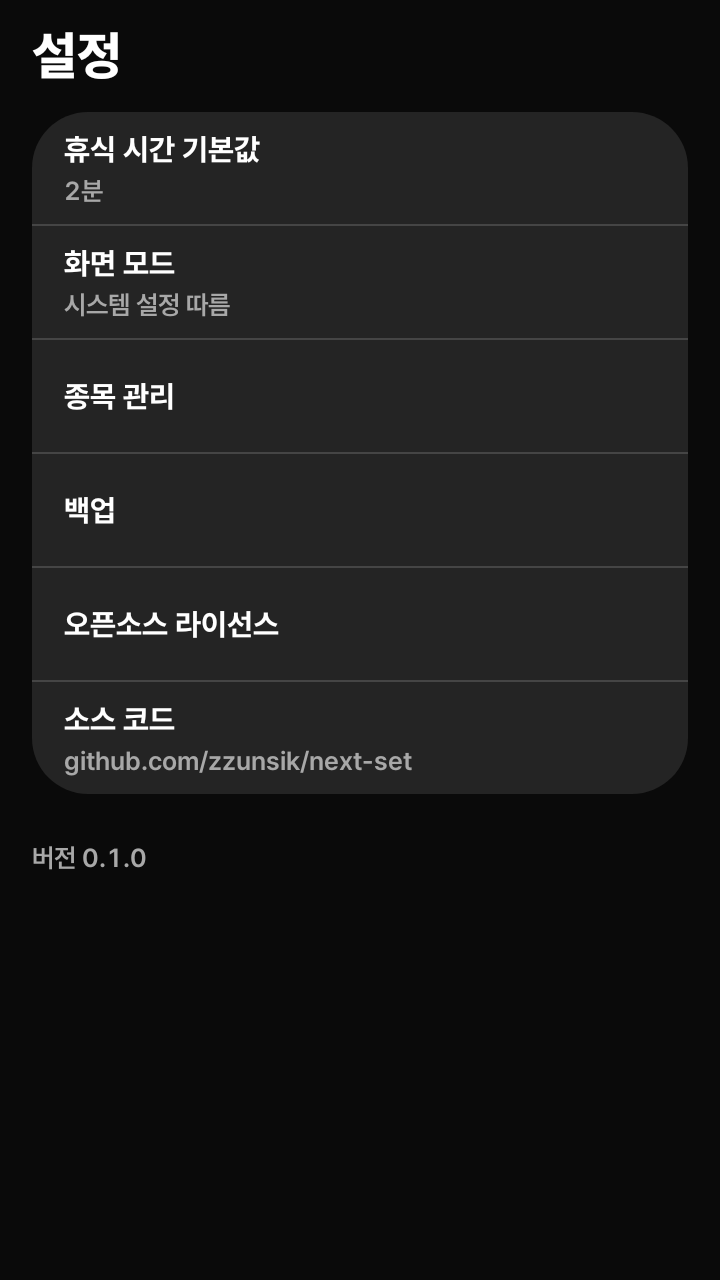 설정
휴식 시간 기본값
2분
화면 모드
시스템 설정 따름
종목 관리
백업
오픈소스 라이선스
소스 코드
github.com/zzunsik/next-set
버전 0.1.0